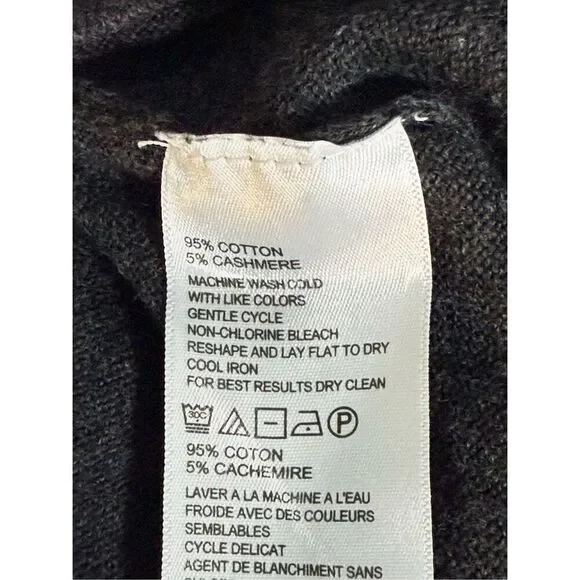 95% COTTON
5% CASHMERE
MACHINE WASH COLD
WITH LIKE COLORS
GENTLE CYCLE
NON-CHLORINE BLEACH
RESHAPE AND LAY FLAT TO DRY
COOL IRON
FOR BEST RESULTS DRY CLEAN
30C P
95% COTON
5% CACHEMIRE
LAVER A LA MACHINE A L'EAU
FROIDE AVEC DES COULEURS
SEMBLABLES
CYCLE DELICAT
AGENT DE BLANCHIMENT SANS